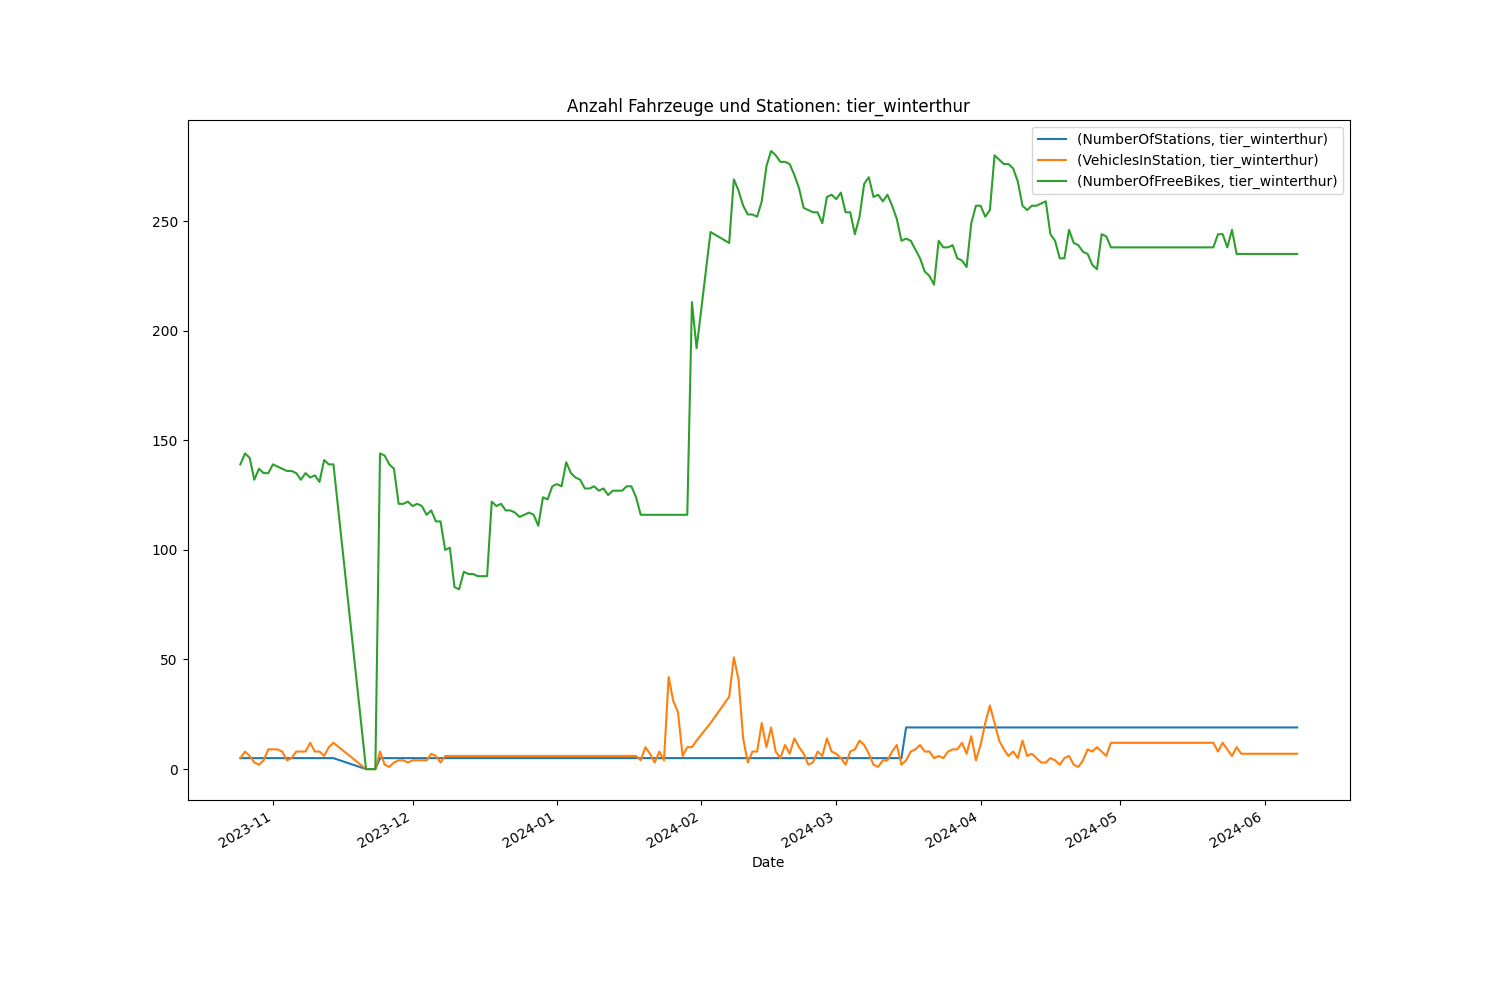 Anzahl Fahrzeuge und Stationen: tier_winterthur
(NumberOfStations, tier_winterthur)
(VehiclesInStation, tier_winterthur)
(NumberOfFreeBikes, tier_winterthur)
250
200
150
100
50
0
2023-11
2023-12
2024-01
2024-02
2024-03
2024-04
2024-05
2024-06
Date